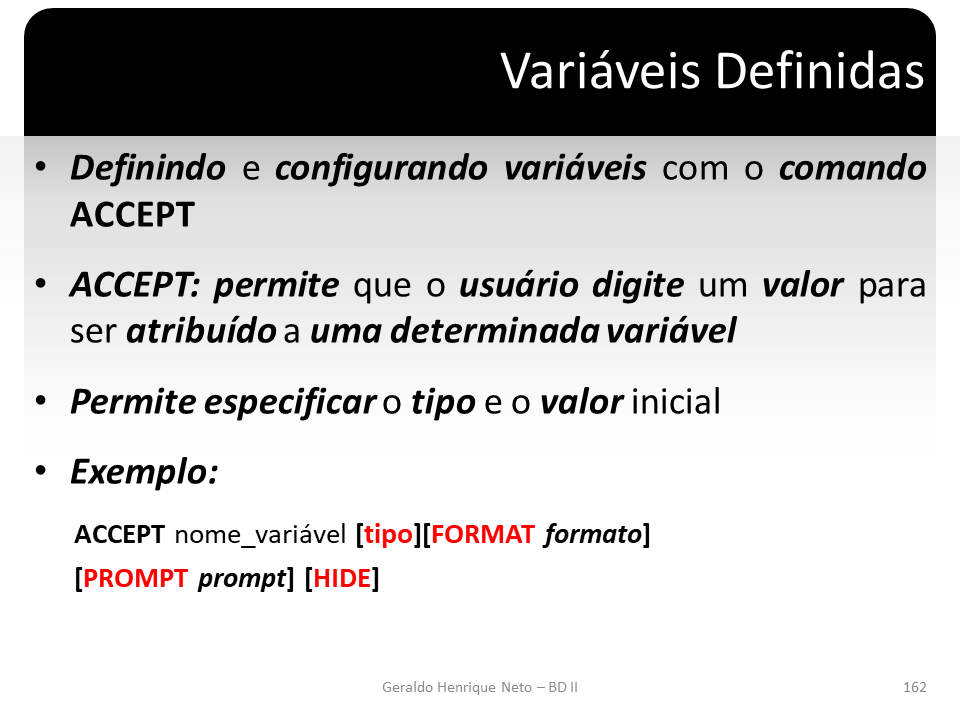 Variáveis Definidas
• Definindo e configurando variáveis com o comando
ACCEPT
• ACCEPT: permite que o usuário digite um valor para
ser atribuído a uma determinada variável
• Permite especificar o tipo e o valor inicial
• Exemplo:
ACCEPT nome_variável [tipo][FORMAT formato]
[PROMPT prompt] [HIDE]
Geraldo Henrique Neto – BD II
162